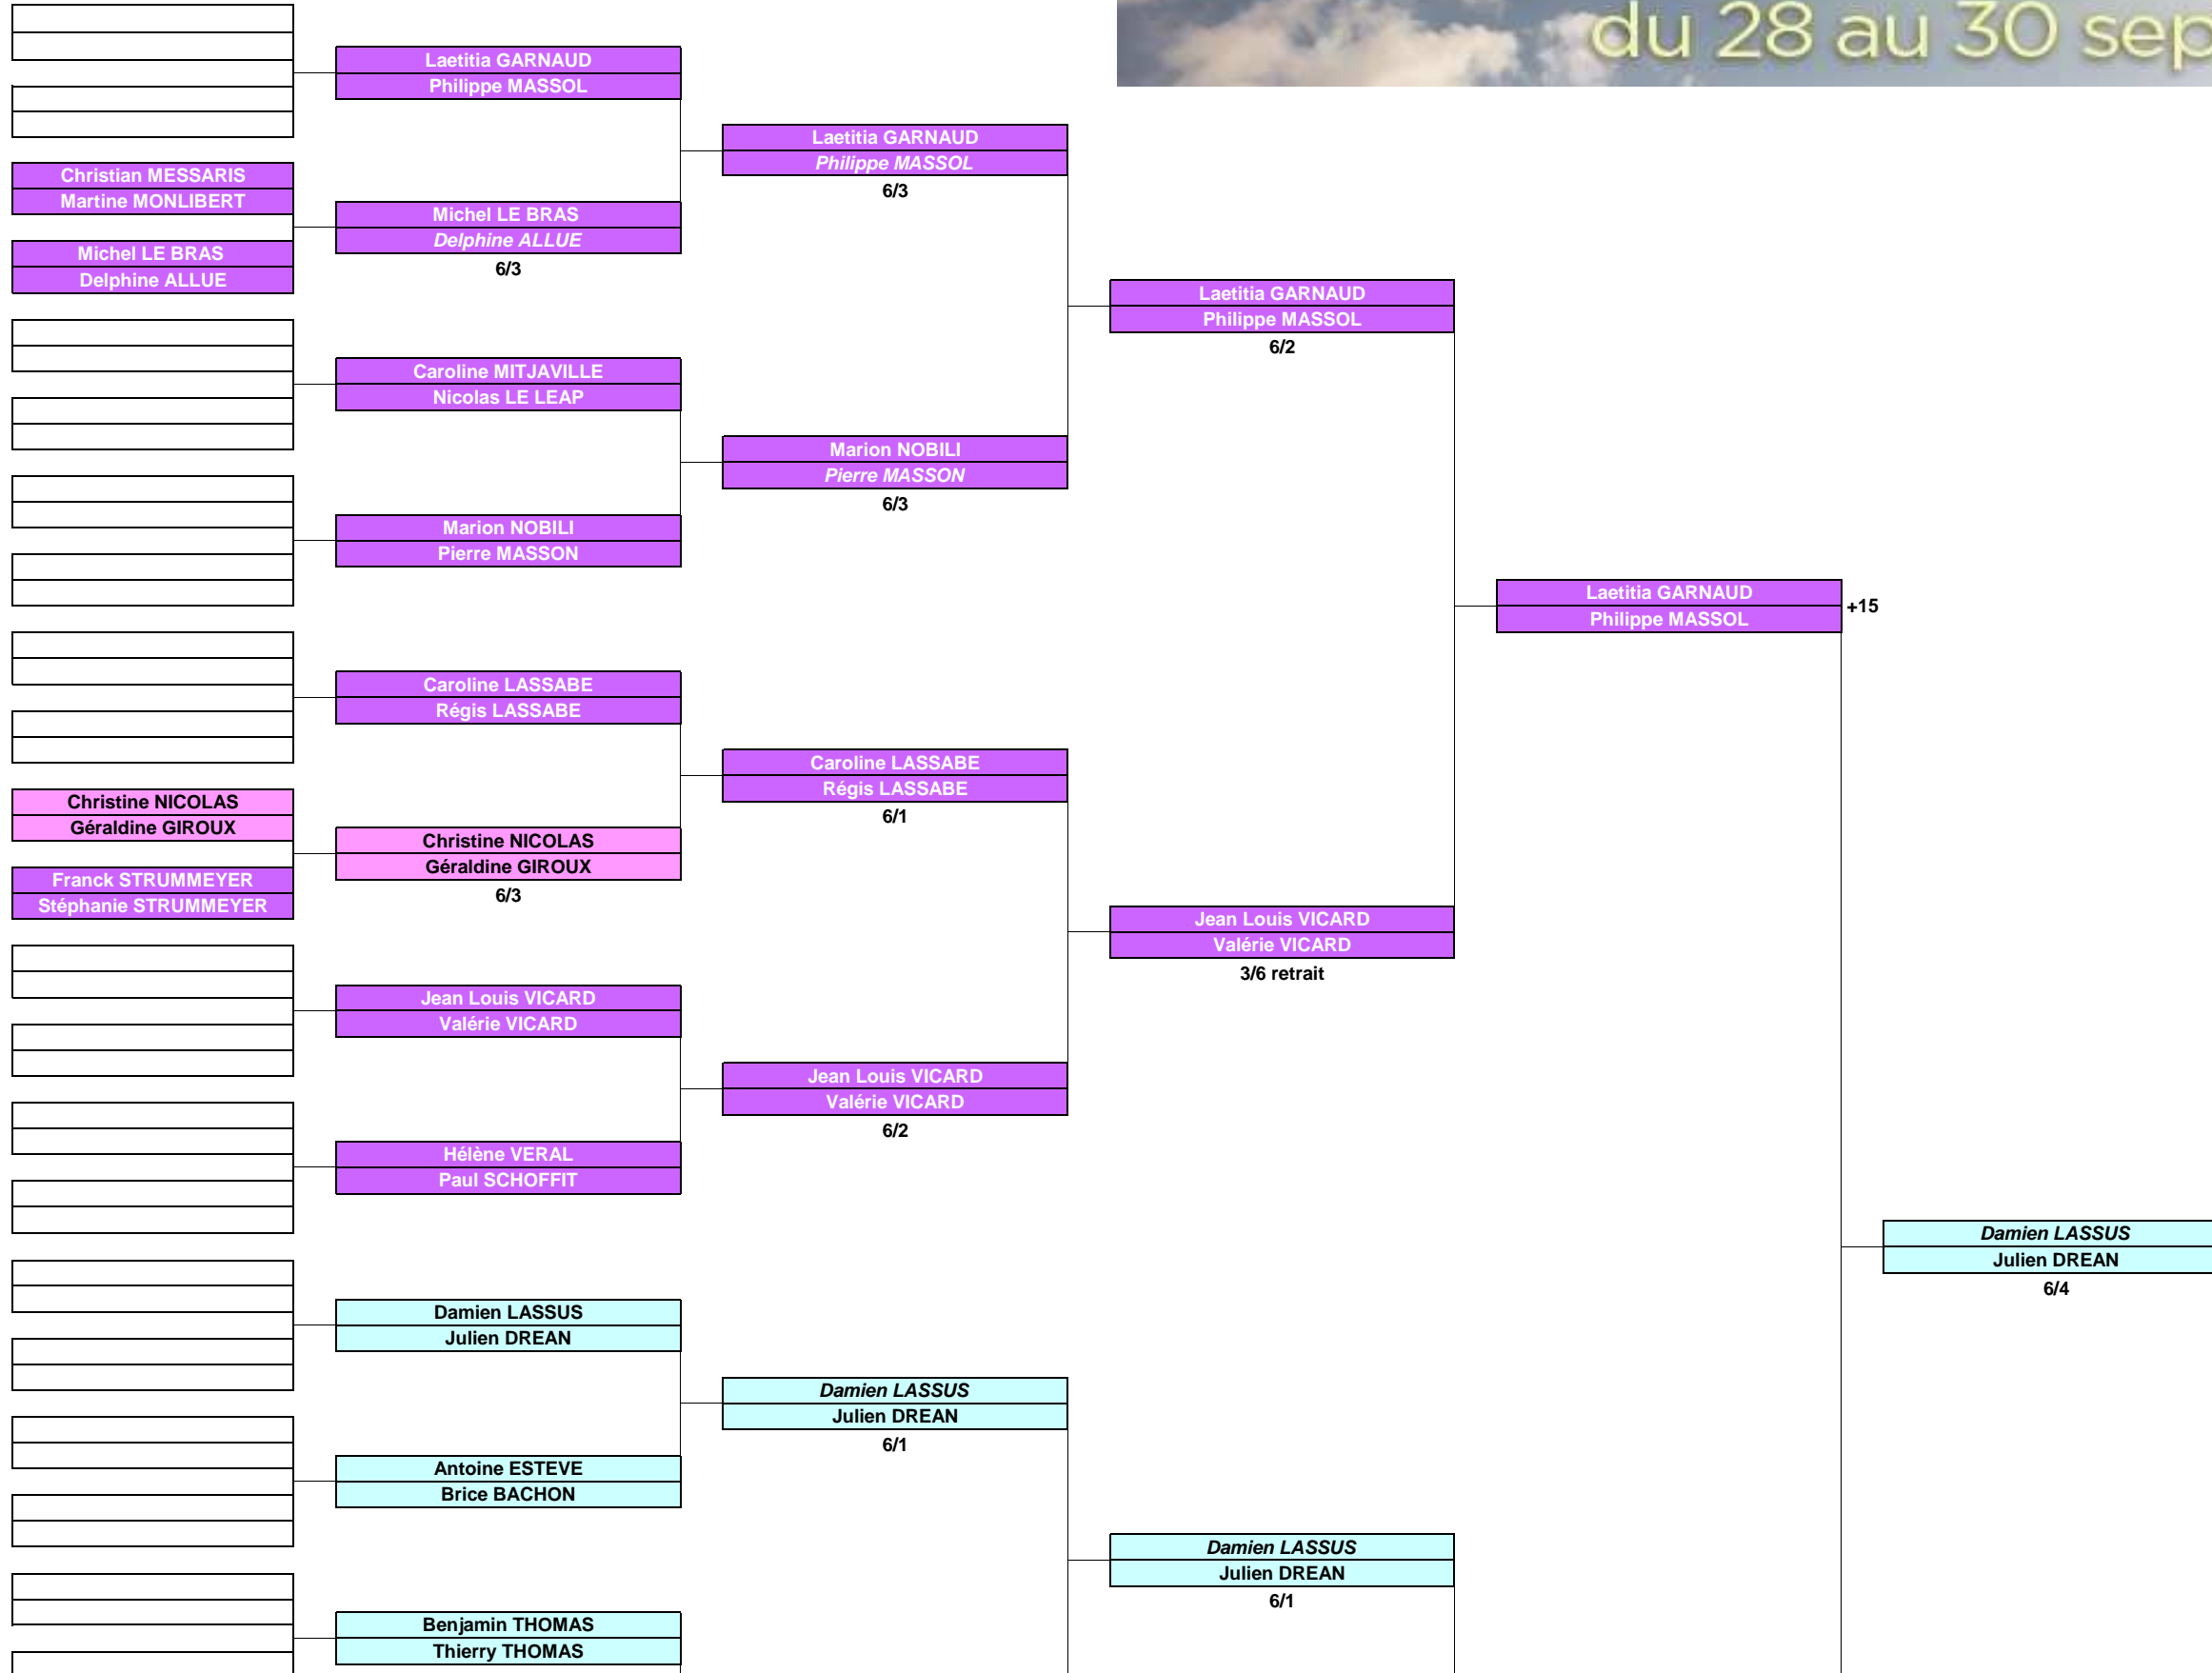 du 28 au 30 sep
Laetitia GARNAUD
Philippe MASSOL
Laetitia GARNAUD
Philippe MASSOL
6/3
Christian MESSARIS
Martine MONLIBERT
Michel LE BRAS
Delphine ALLUE
6/3
Michel LE BRAS
Delphine ALLUE
Laetitia GARNAUD
Philippe MASSOL
6/2
Caroline MITJAVILLE
Nicolas LE LEAP
Marion NOBILI
Pierre MASSON
6/3
Marion NOBILI
Pierre MASSON
Laetitia GARNAUD
Philippe MASSOL
+15
Caroline LASSABE
Régis LASSABE
Caroline LASSABE
Régis LASSABE
6/1
Christine NICOLAS
Géraldine GIROUX
Christine NICOLAS
Géraldine GIROUX
6/3
Franck STRUMMEYER
Stéphanie STRUMMEYER
Jean Louis VICARD
Valérie VICARD
3/6 retrait
Jean Louis VICARD
Valérie VICARD
Jean Louis VICARD
Valérie VICARD
6/2
Hélène VERAL
Paul SCHOFFIT
Damien LASSUS
Julien DREAN
6/4
Damien LASSUS
Julien DREAN
Damien LASSUS
Julien DREAN
6/1
Antoine ESTEVE
Brice BACHON
Damien LASSUS
Julien DREAN
6/1
Benjamin THOMAS
Thierry THOMAS